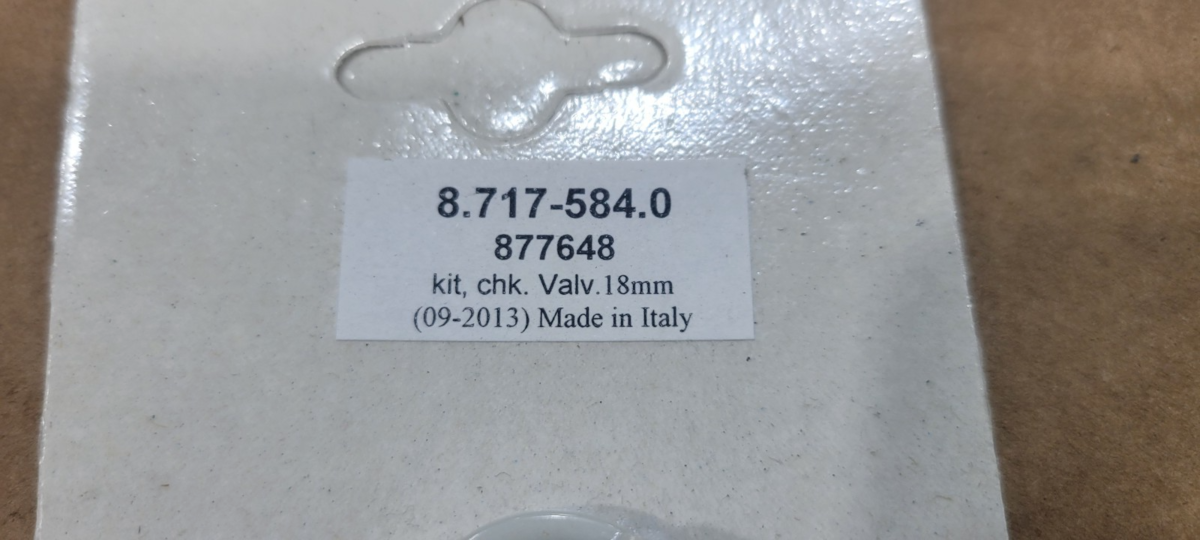 8.717-584.0
877648
kit, chk. Valv.18mm
(09-2013) Made in Italy